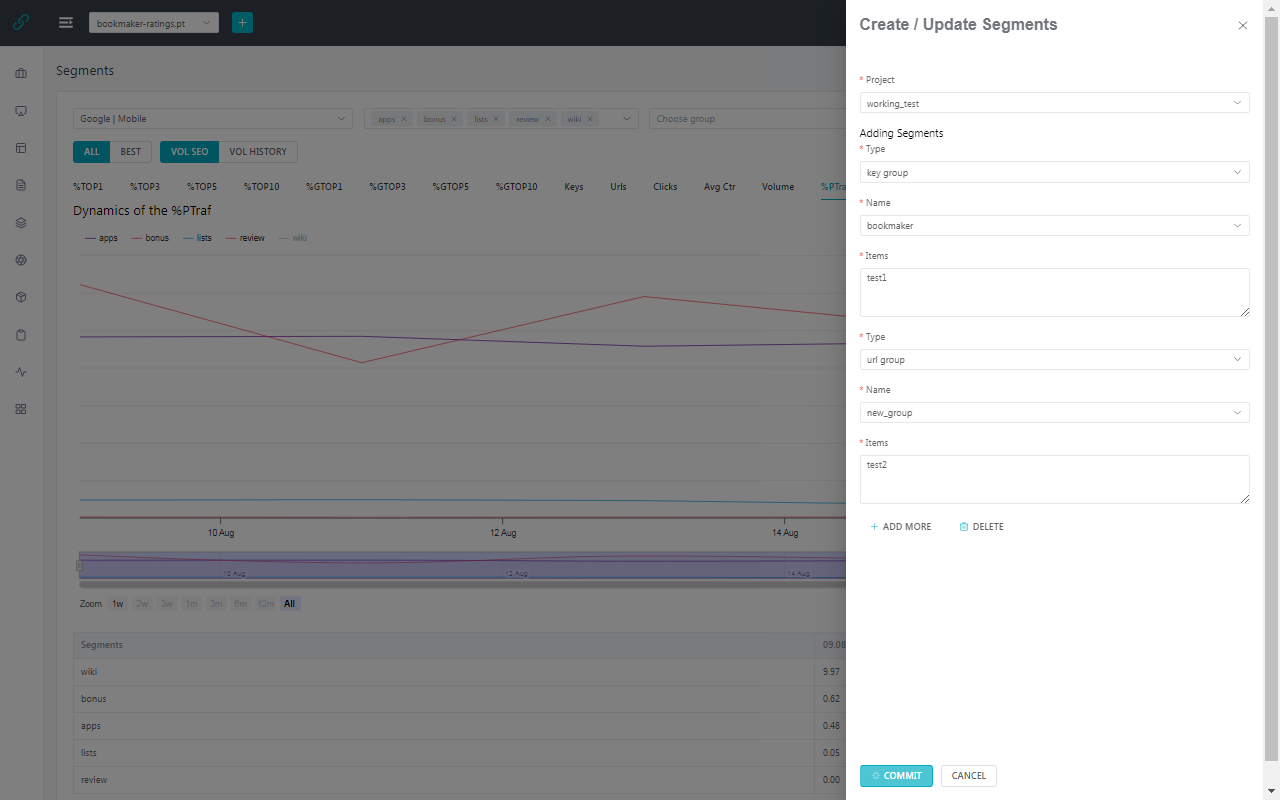 bookmaker-ratings.pt
Create / Update Segments
Segments
* Project
working_test
Google | Mobile
apps
bonus
lists
review
wiki
Choose group
ALL
BEST
VOL SEO
VOL HISTORY
Adding Segments
* Type
key group
%TOP1 %TOP3 %TOP5 %TOP10 %GTOP1 %GTOP3 %GTOP5 %GTOP10 Keys Urls Clicks Avg Ctr Volume %PTra
Dynamics of the %PTraf
apps bonus lists review wiki
* Name
bookmaker
* Items
test1
* Type
url group
* Name
new_group
* Items
test2
+ ADD MORE
DELETE
10 Aug 12 Aug 14 Aug
10 Aug 12 Aug 14 Aug
Zoom 1w 2w 3w 1m 3m 6m 12m All
Segments 09.08
wiki 9.97
bonus 0.62
apps 0.48
lists 0.05
review 0.00
COMMIT
CANCEL